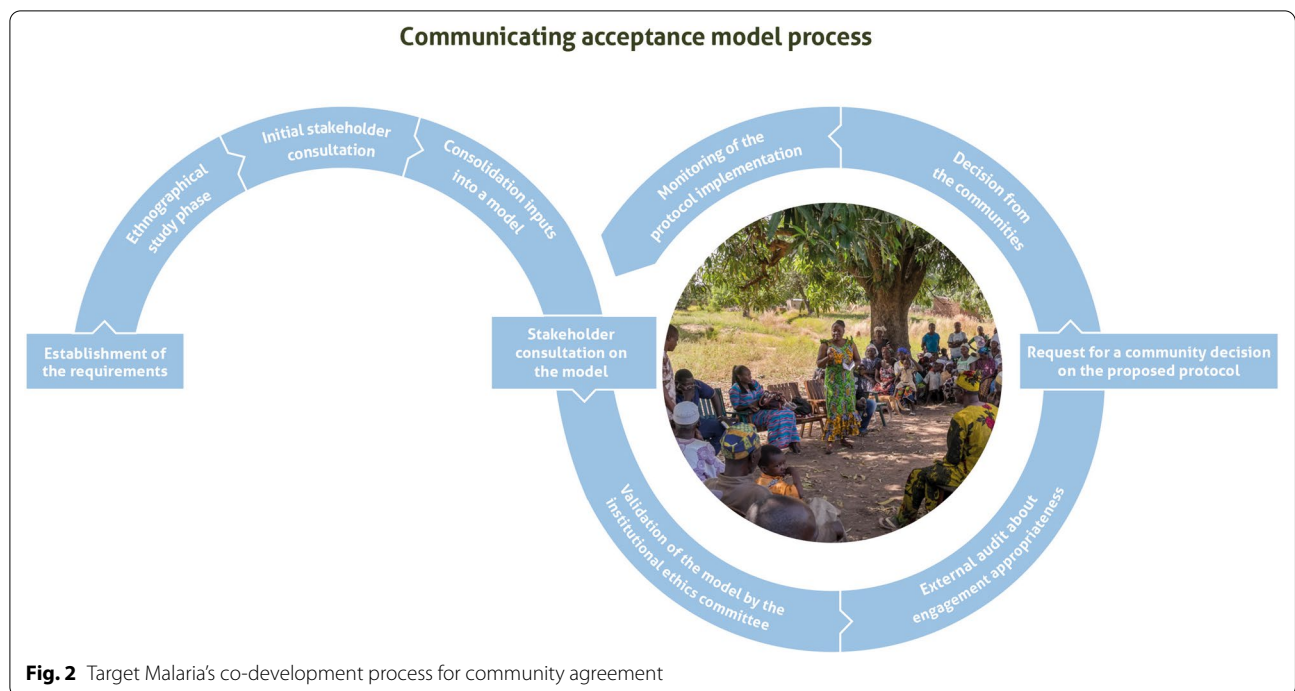 Communicating acceptance model process
Establishment of
the requirements
Ethnographical
study phase
Initial stakeholder
consultation
Consolidation inputs
into a model
Stakeholder
consultation on
the model
Validation of the model by the
institutional ethics committee
External audit about
engagement appropriateness
Request for a community decision
on the proposed protocol
Decision from
the communities
Monitoring of the
protocol implementation
Fig. 2 Target Malaria's co-development process for community agreement